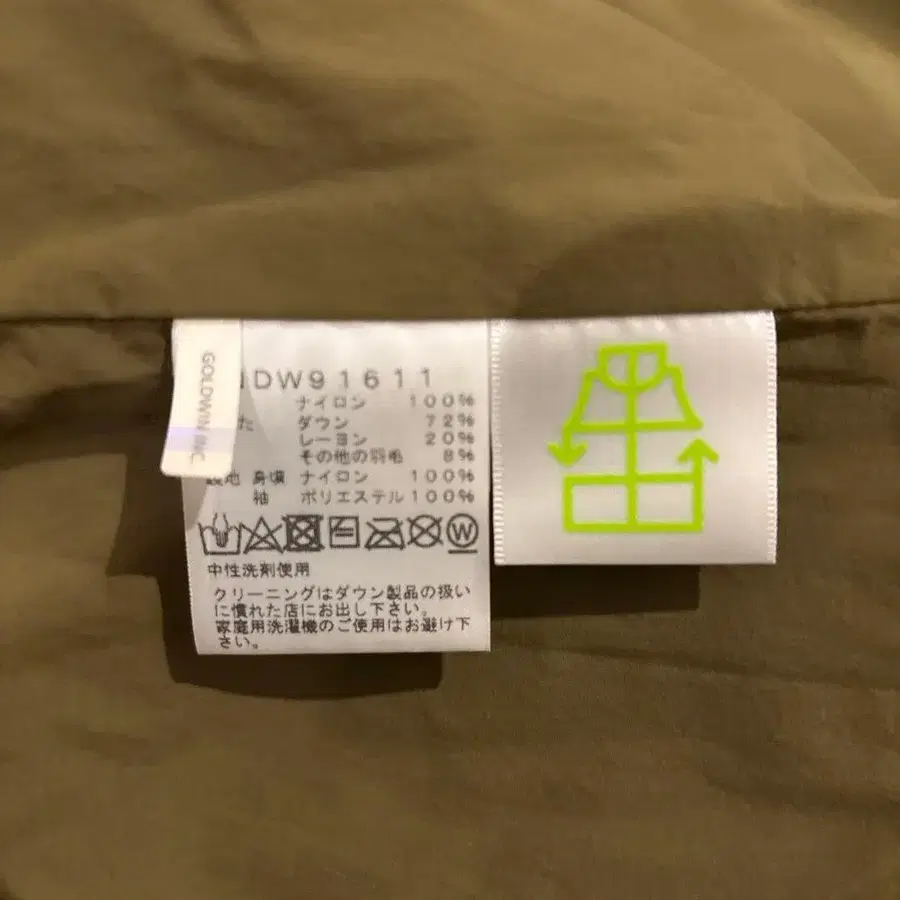 GOLDWIN INC.
DW91611
ナイロン 100%
た ダウン 72%
レーヨン 20%
その他の羽毛 8%
地 身頃 ナイロン 100%
袖 ポリエステル 100%
W
中性洗剤使用
クリーニングはダウン製品の扱い
に慣れた店にお出し下さい。
家庭用洗濯機のご使用はお避け下
さい。